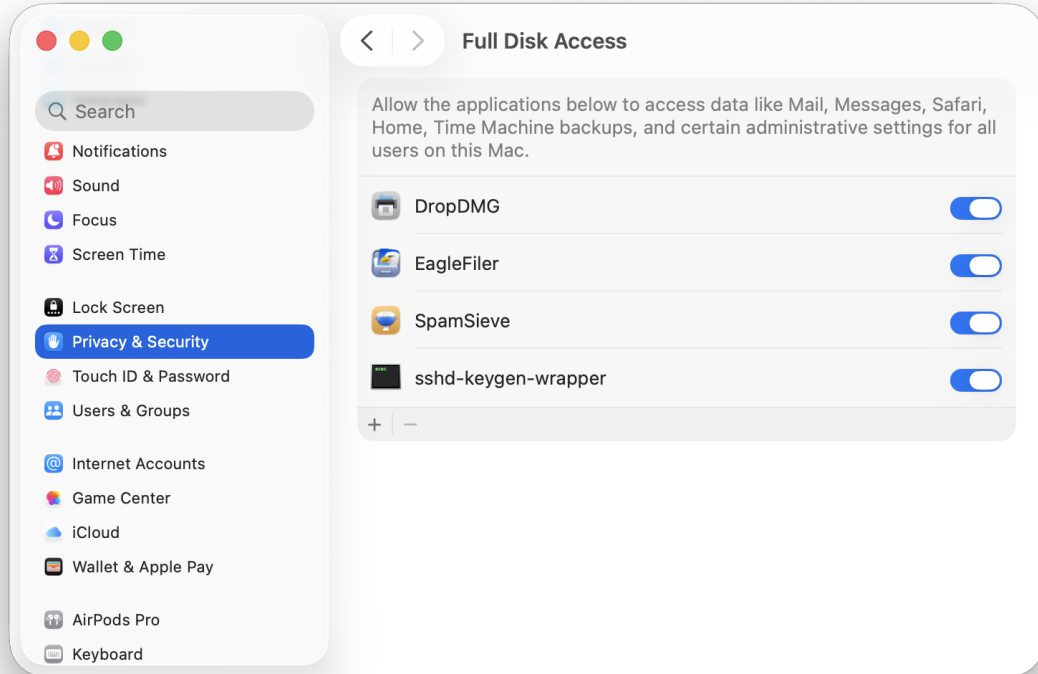 Search
Notifications
Sound
Focus
Screen Time
Lock Screen
Privacy & Security
Touch ID & Password
Users & Groups
Internet Accounts
Game Center
iCloud
Wallet & Apple Pay
AirPods Pro
Keyboard
Full Disk Access
Allow the applications below to access data like Mail, Messages, Safari,
Home, Time Machine backups, and certain administrative settings for all
users on this Mac.
DropDMG
EagleFiler
SpamSieve
sshd-keygen-wrapper